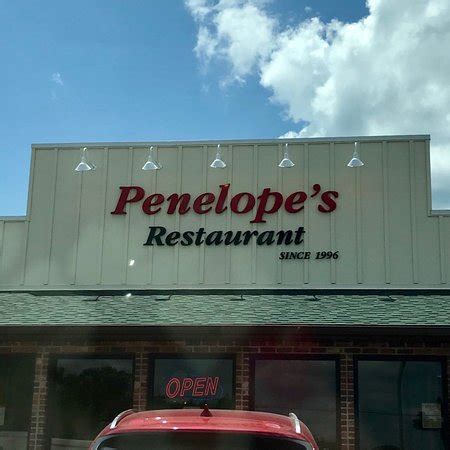 Penelope's
Restaurant
SINCE 1996
OPEN